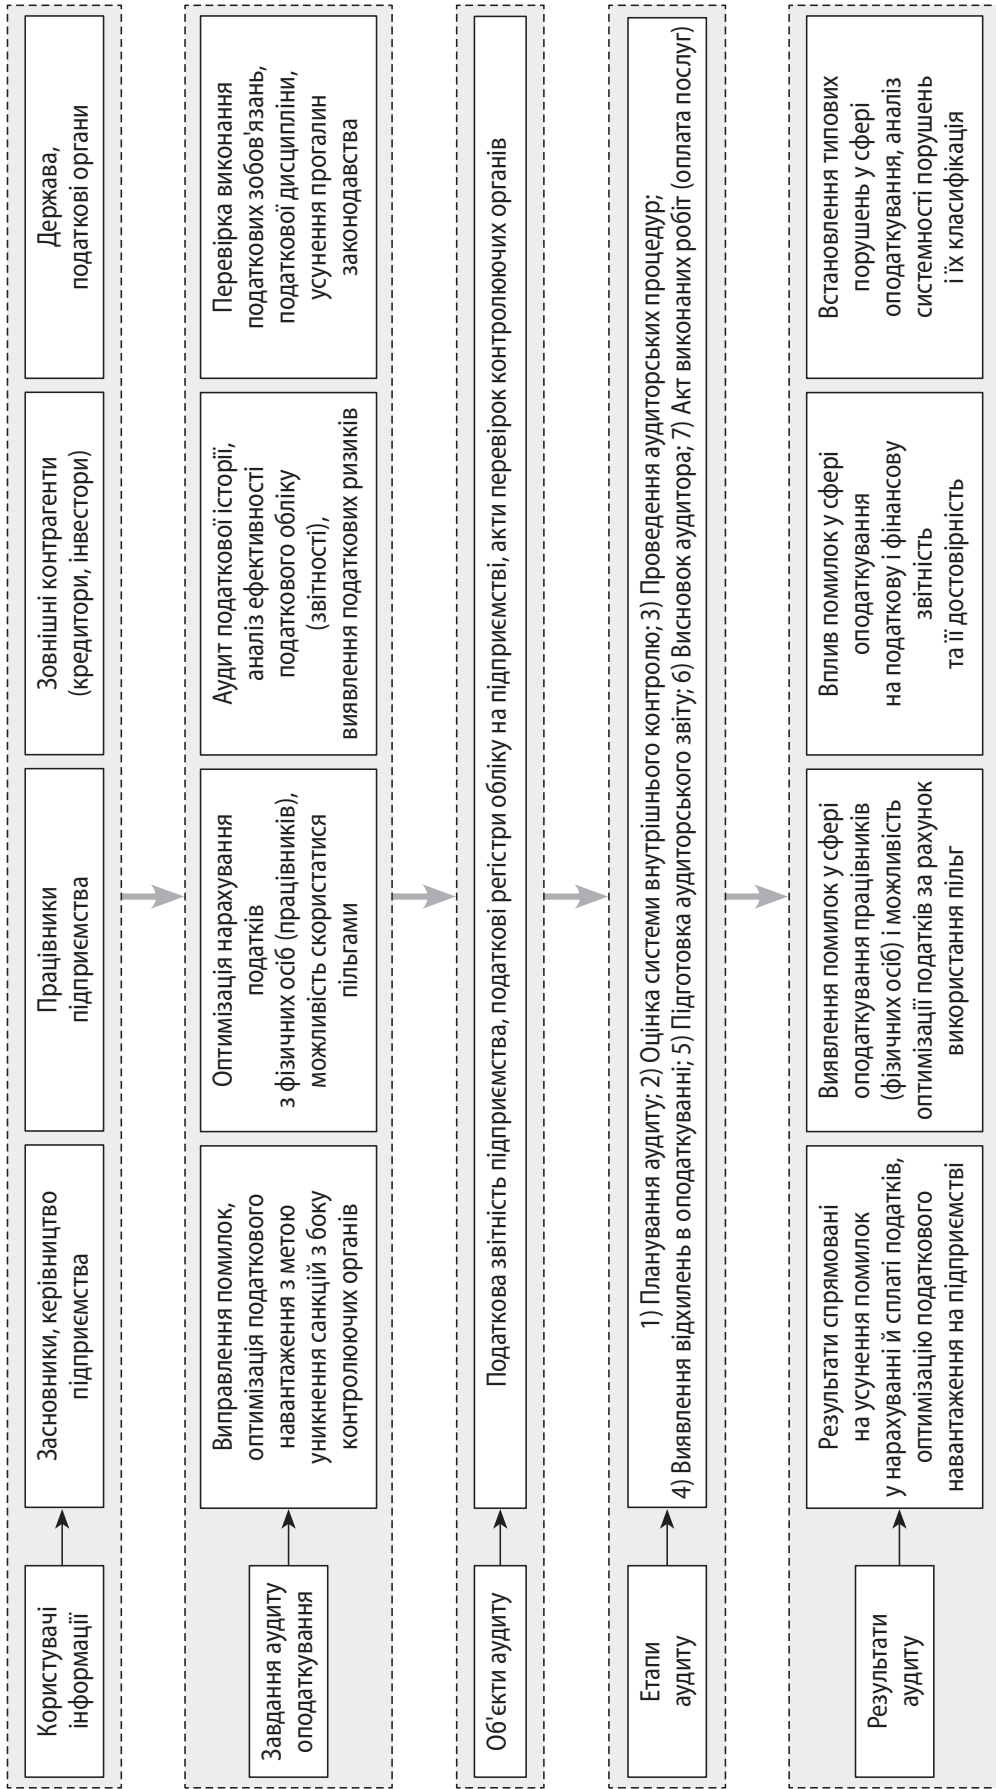 Користувачі
інформації
Засновники, керівництво
підприємства
Працівники
підприємства
Зовнішні контрагенти
(кредитори, інвестори)
Держава,
податкові органи
Завдання аудиту
оподаткування
Виправлення помилок,
оптимізація податкового
навантаження з метою
уникнення санкцій з боку
контролюючих органів
Оптимізація нарахування
податків
з фізичних осіб (працівників),
можливість скористатися
пільгами
Аудит податкової історії,
аналіз ефективності
податкового обліку
(звітності),
виявлення податкових ризиків
Перевірка виконання
податкових зобов'язань,
податкової дисципліни,
усунення прогалин
законодавства
Об'єкти аудиту
Податкова звітність підприємства, податкові регістри обліку на підприємстві, акти перевірок контролюючих органів
Етапи
аудиту
1) Планування аудиту; 2) Оцінка системи внутрішнього контролю; 3) Проведення аудиторських процедур;
4) Виявлення відхилень в оподаткуванні; 5) Підготовка аудиторського звіту; 6) Висновок аудитора; 7) Акт виконаних робіт (оплата послуг)
Результати
аудиту
Результати спрямовані
на усунення помилок
у нарахуванні й сплаті податків,
оптимізацію податкового
навантаження на підприємстві
Виявлення помилок у сфері
оподаткування працівників
(фізичних осіб) і можливість
оптимізації податків за рахунок
використання пільг
Вплив помилок у сфері
оподаткування
на податкову і фінансову
звітність
та її достовірність
Встановлення типових
порушень у сфері
оподаткування, аналіз
системності порушень
і їх класифікація